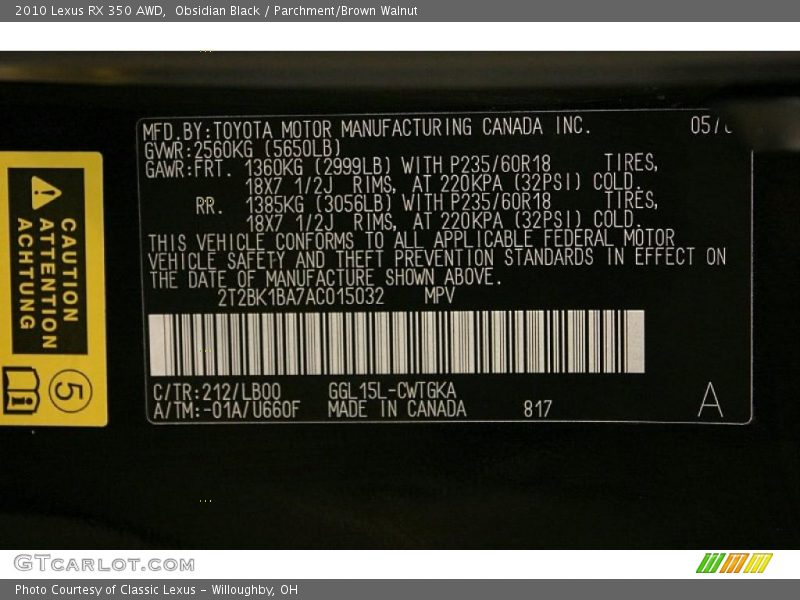 2010 Lexus RX 350 AWD,  Obsidian Black / Parchment/Brown Walnut
MFD.BY:TOYOTA MOTOR MANUFACTURING CANADA INC.
GVWR:2560KG (5650LB)
GAWR:FRT. 1360KG (2999LB) WITH P235/60R18 TIRES,
18X7 1/2J RIMS, AT 220KPA (32PSI) COLD.
RR. 1385KG (3056LB) WITH P235/60R18 TIRES,
18X7 1/2J RIMS, AT 220KPA (32PSI) COLD.
THIS VEHICLE CONFORMS TO ALL APPLICABLE FEDERAL MOTOR
VEHICLE SAFETY AND THEFT PREVENTION STANDARDS IN EFFECT ON
THE DATE OF MANUFACTURE SHOWN ABOVE.
2T2BK1BA7AC015032 MPV
C/TR:212/LB00 GGL15L-CWTGKA
A/TM:-01A/U660F MADE IN CANADA 817
A
CAUTION
ATTENTION
ACHTUNG
5
GTCARLOT.COM
Photo Courtesy of Classic Lexus - Willoughby, OH